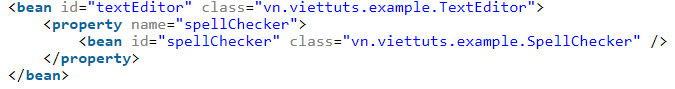 <bean id="textEditor" class="vn.viettuts.example.TextEditor">
    <property name="spellChecker">
        <bean id="spellChecker" class="vn.viettuts.example.SpellChecker" />
    </property>
</bean>